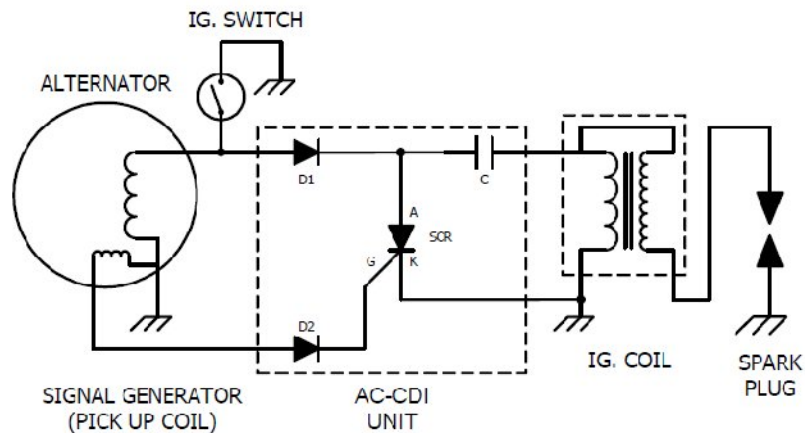 IG. SWITCH
ALTERNATOR
D1
C
A
SCR
G
K
D2
IG. COIL
SPARK
PLUG
SIGNAL GENERATOR
(PICK UP COIL)
AC-CDI
UNIT